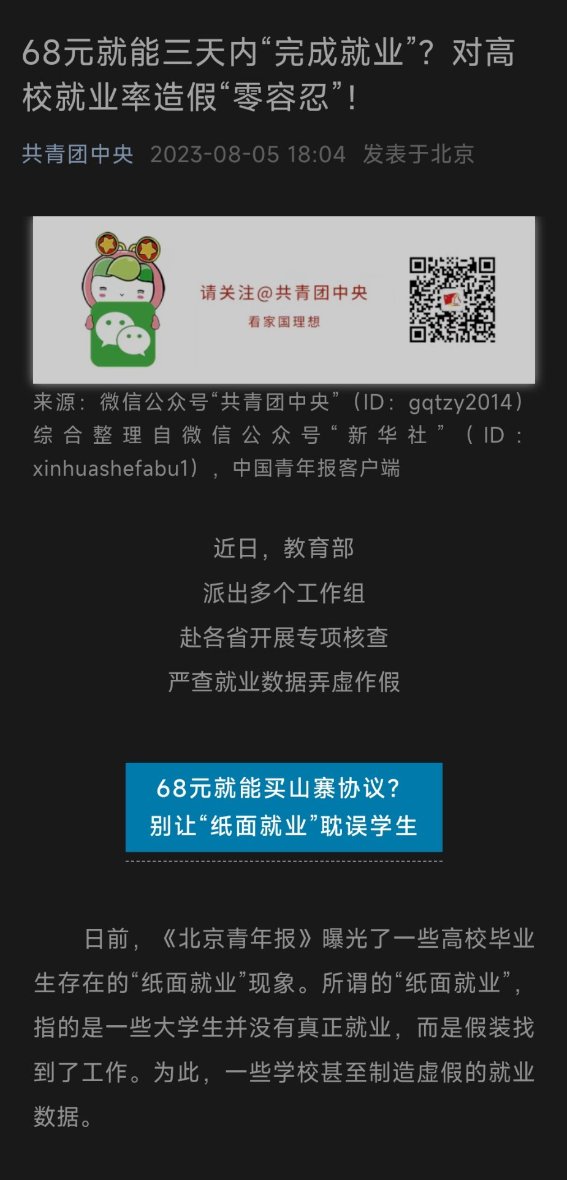 68元就能三天内“完成就业”？对高
校就业率造假“零容忍”！
共青团中央 2023-08-05 18:04 发表于北京
请关注@共青团中央
看家国理想
来源：微信公众号“共青团中央”（ID：gqtzy2014）
综合整理自微信公众号“新华社”（ID：
xinhuashefabu1），中国青年报客户端
近日，教育部
派出多个工作组
赴各省开展专项核查
严查就业数据弄虚作假
68元就能买山寨协议？
别让“纸面就业”耽误学生
日前，《北京青年报》曝光了一些高校毕业
生存在的“纸面就业”现象。所谓的“纸面就业”，
指的是一些大学生并没有真正就业，而是假装找
到了工作。为此，一些学校甚至制造虚假的就业
数据。